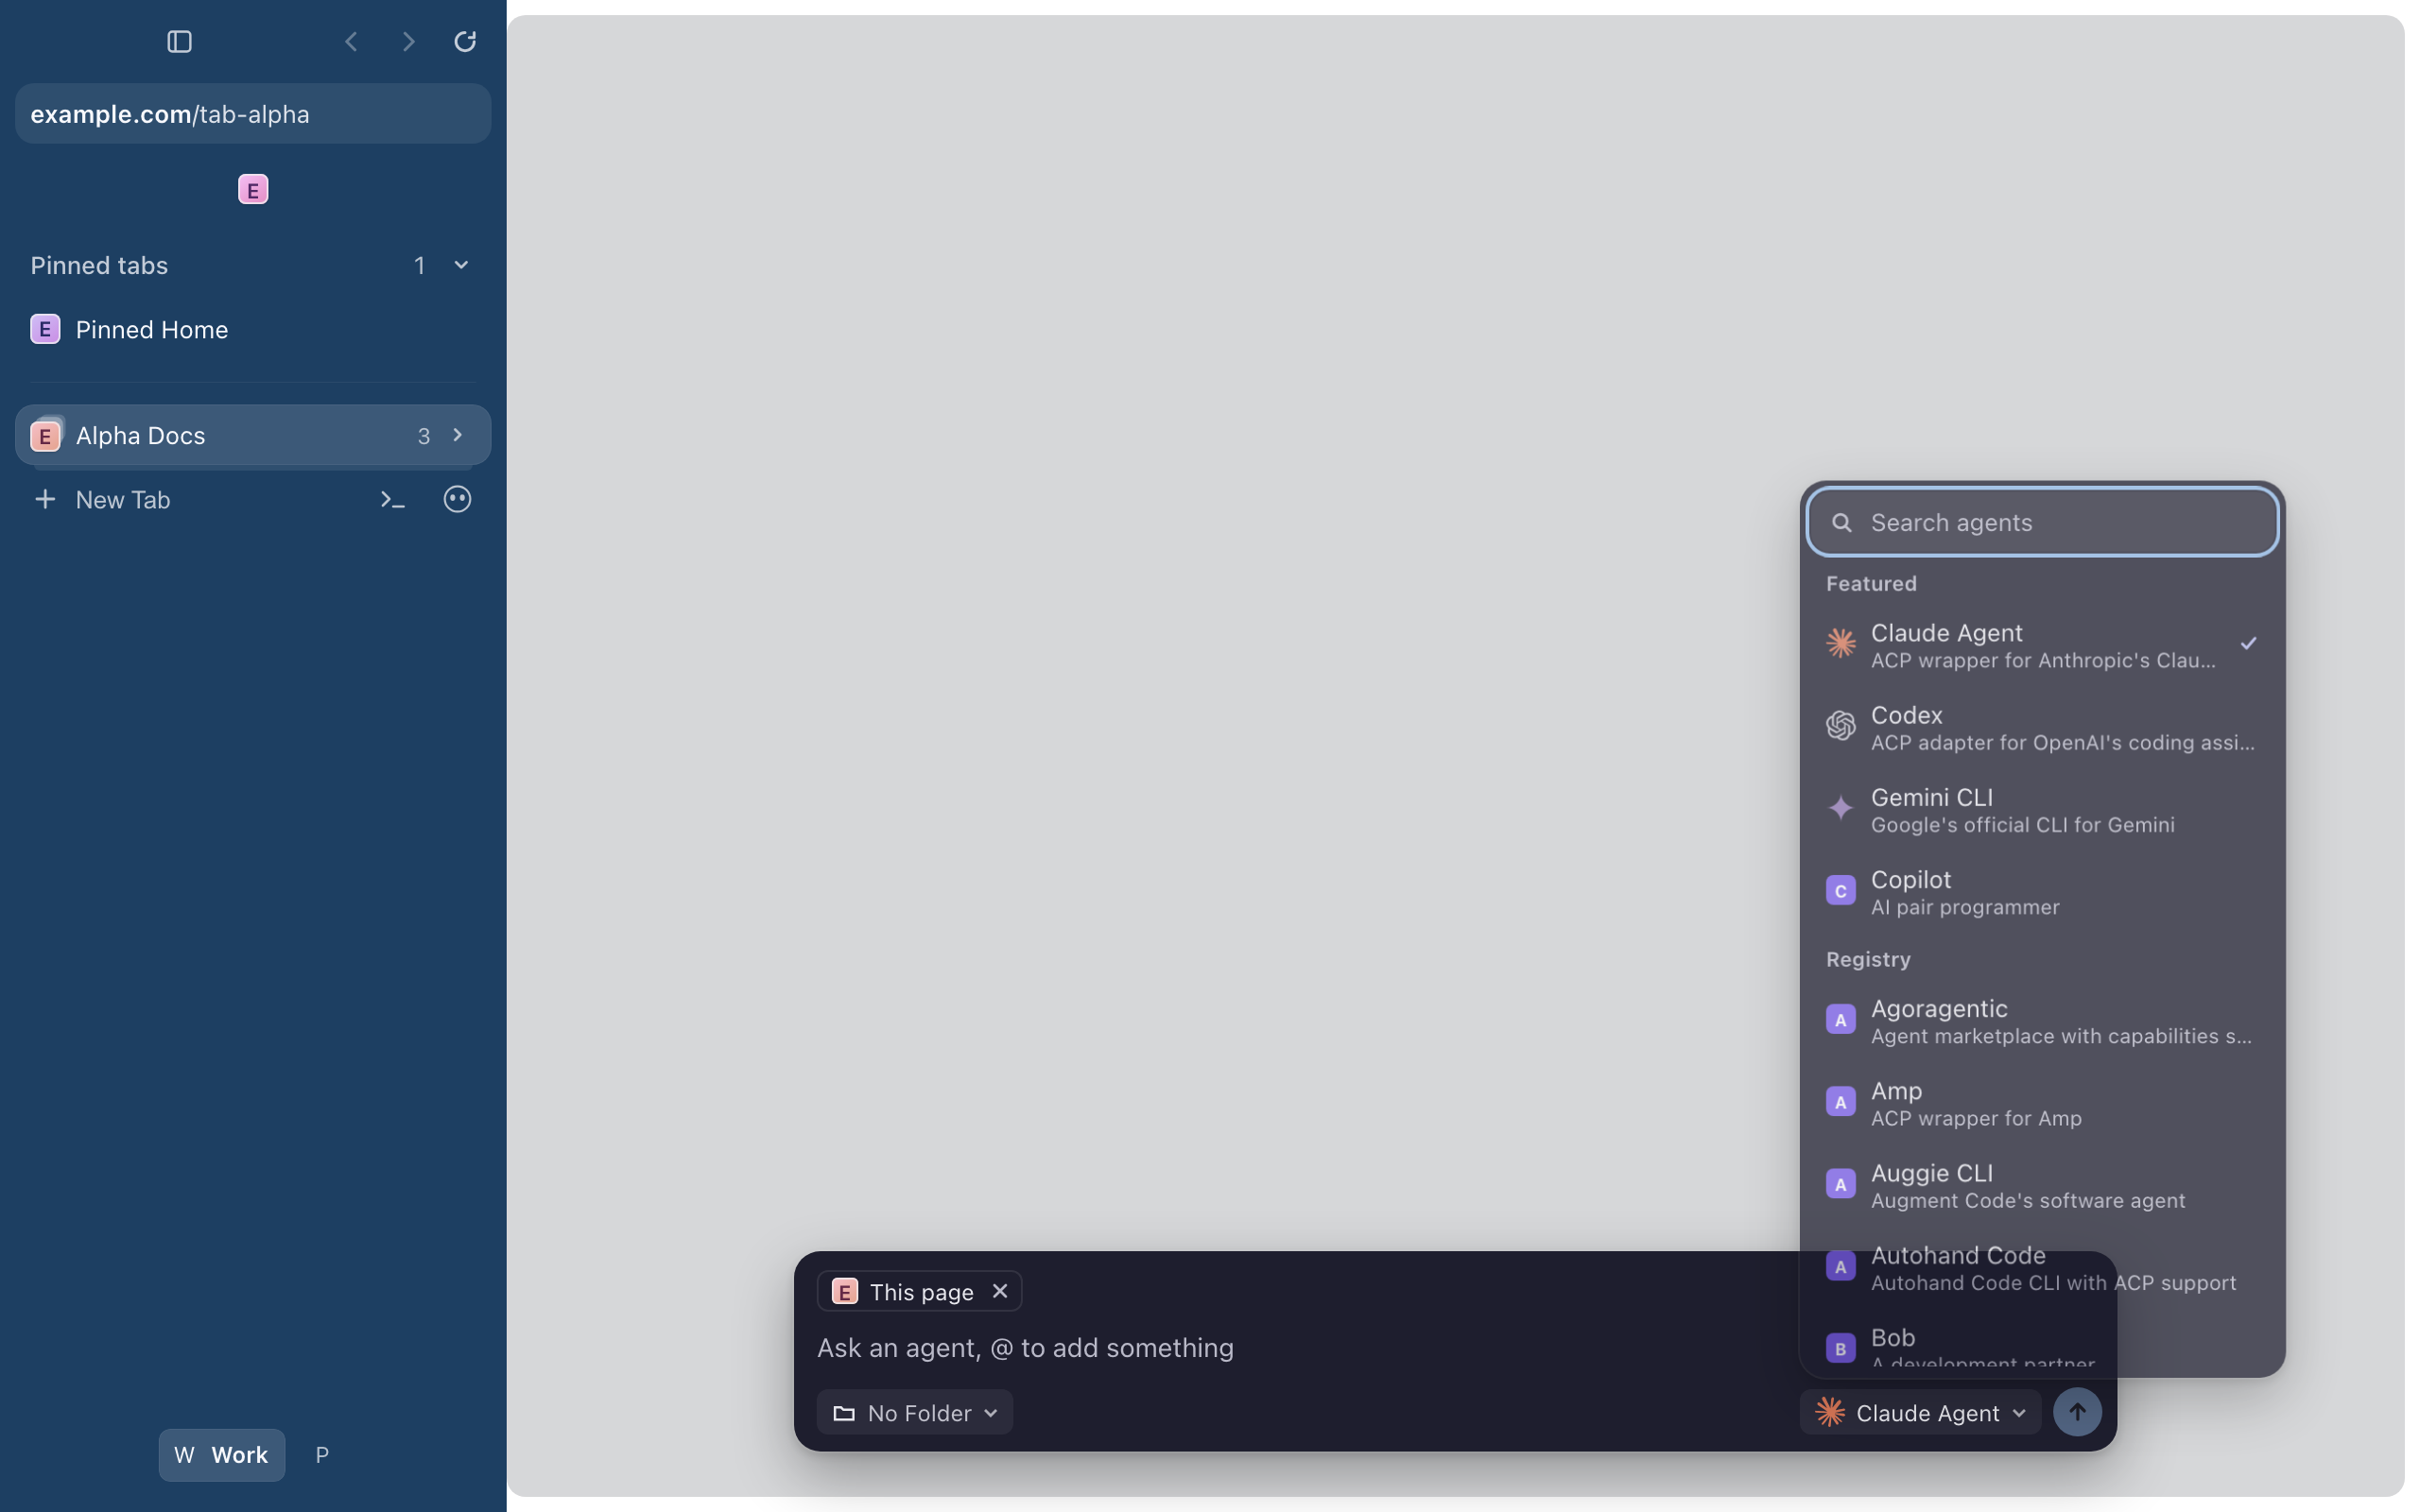 example.com/tab-alpha
E
Pinned tabs 1
E Pinned Home
E Alpha Docs 3
New Tab
W Work P
Search agents
Featured
Claude Agent
ACP wrapper for Anthropic's Clau...
Codex
ACP adapter for OpenAI's coding assi...
Gemini CLI
Google's official CLI for Gemini
C Copilot
AI pair programmer
Registry
A Agoragentic
Agent marketplace with capabilities s...
A Amp
ACP wrapper for Amp
A Auggie CLI
Augment Code's software agent
A Autohand Code
Autohand Code CLI with ACP support
B Bob
A development partner
E This page
Ask an agent, @ to add something
No Folder
Claude Agent